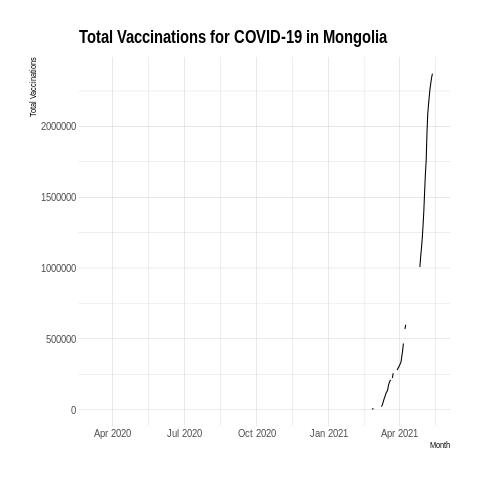 Total Vaccinations for COVID-19 in Mongolia
Total Vaccinations
2000000
1500000
1000000
500000
0
Apr 2020 Jul 2020 Oct 2020 Jan 2021 Apr 2021
Month